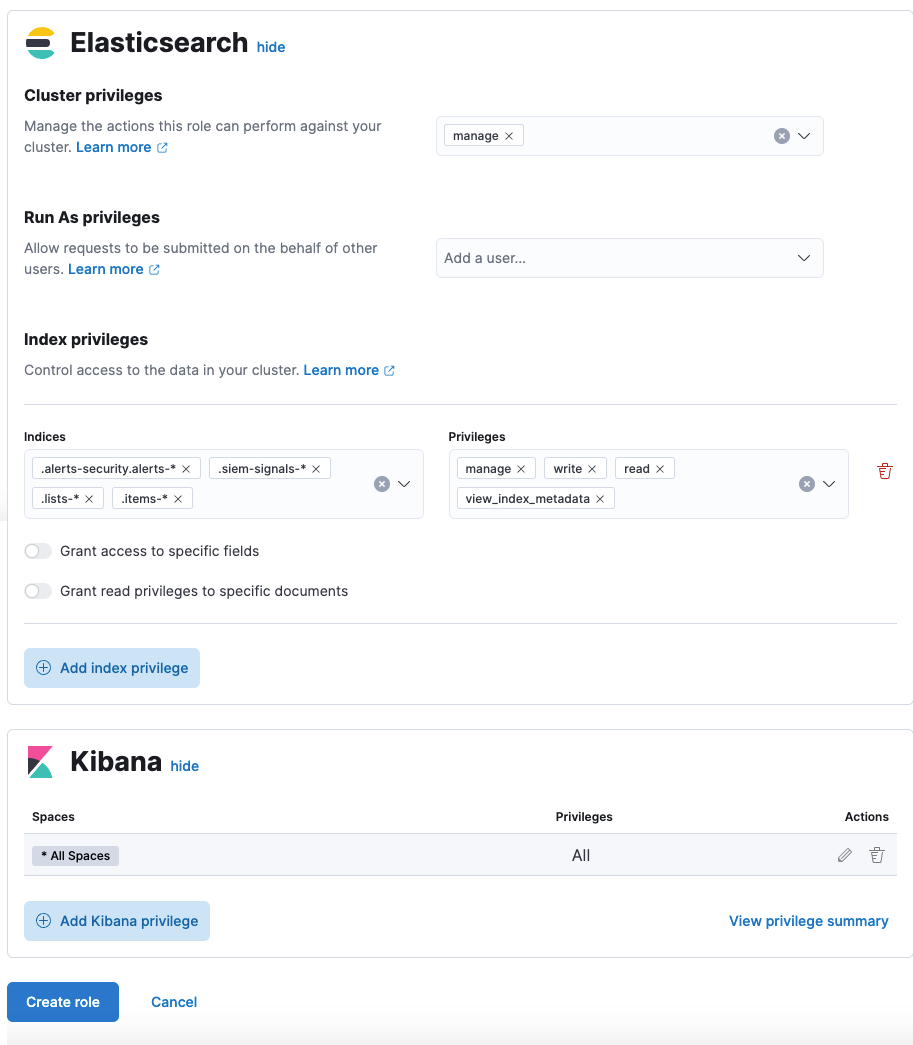 Elasticsearch hide
Cluster privileges
Manage the actions this role can perform against your
cluster. Learn more
manage
Run As privileges
Allow requests to be submitted on the behalf of other
users. Learn more
Add a user...
Index privileges
Control access to the data in your cluster. Learn more
Indices
.alerts-security.alerts-* .siem-signals-*
.lists-* .items-*
Privileges
manage write read
view_index_metadata
Grant access to specific fields
Grant read privileges to specific documents
Add index privilege
Kibana hide
Spaces Privileges Actions
* All Spaces All
Add Kibana privilege View privilege summary
Create role Cancel